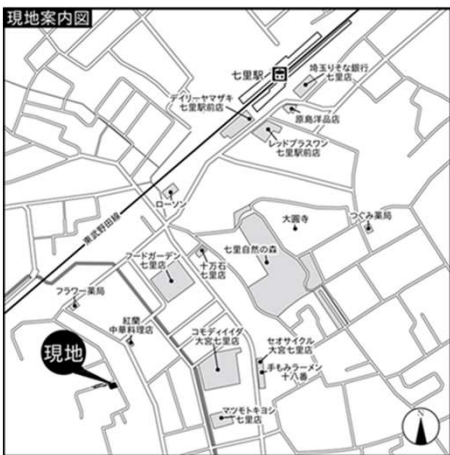 現地案内図
七里駅
埼玉りそな銀行
七里店
デイリーヤマザキ
七里駅前店
原島洋品店
レッドプラスワン
七里駅前店
ローソン
東武野田線
大圓寺
つぐみ薬局
七里自然の森
フードガーデン
七里店
十万石
七里店
フラワー薬局
紅蘭
中華料理店
現地
コモディイイダ
大宮七里店
セオサイクル
大宮七里店
手もみラーメン
十八番
マツモトキヨシ
七里店
N